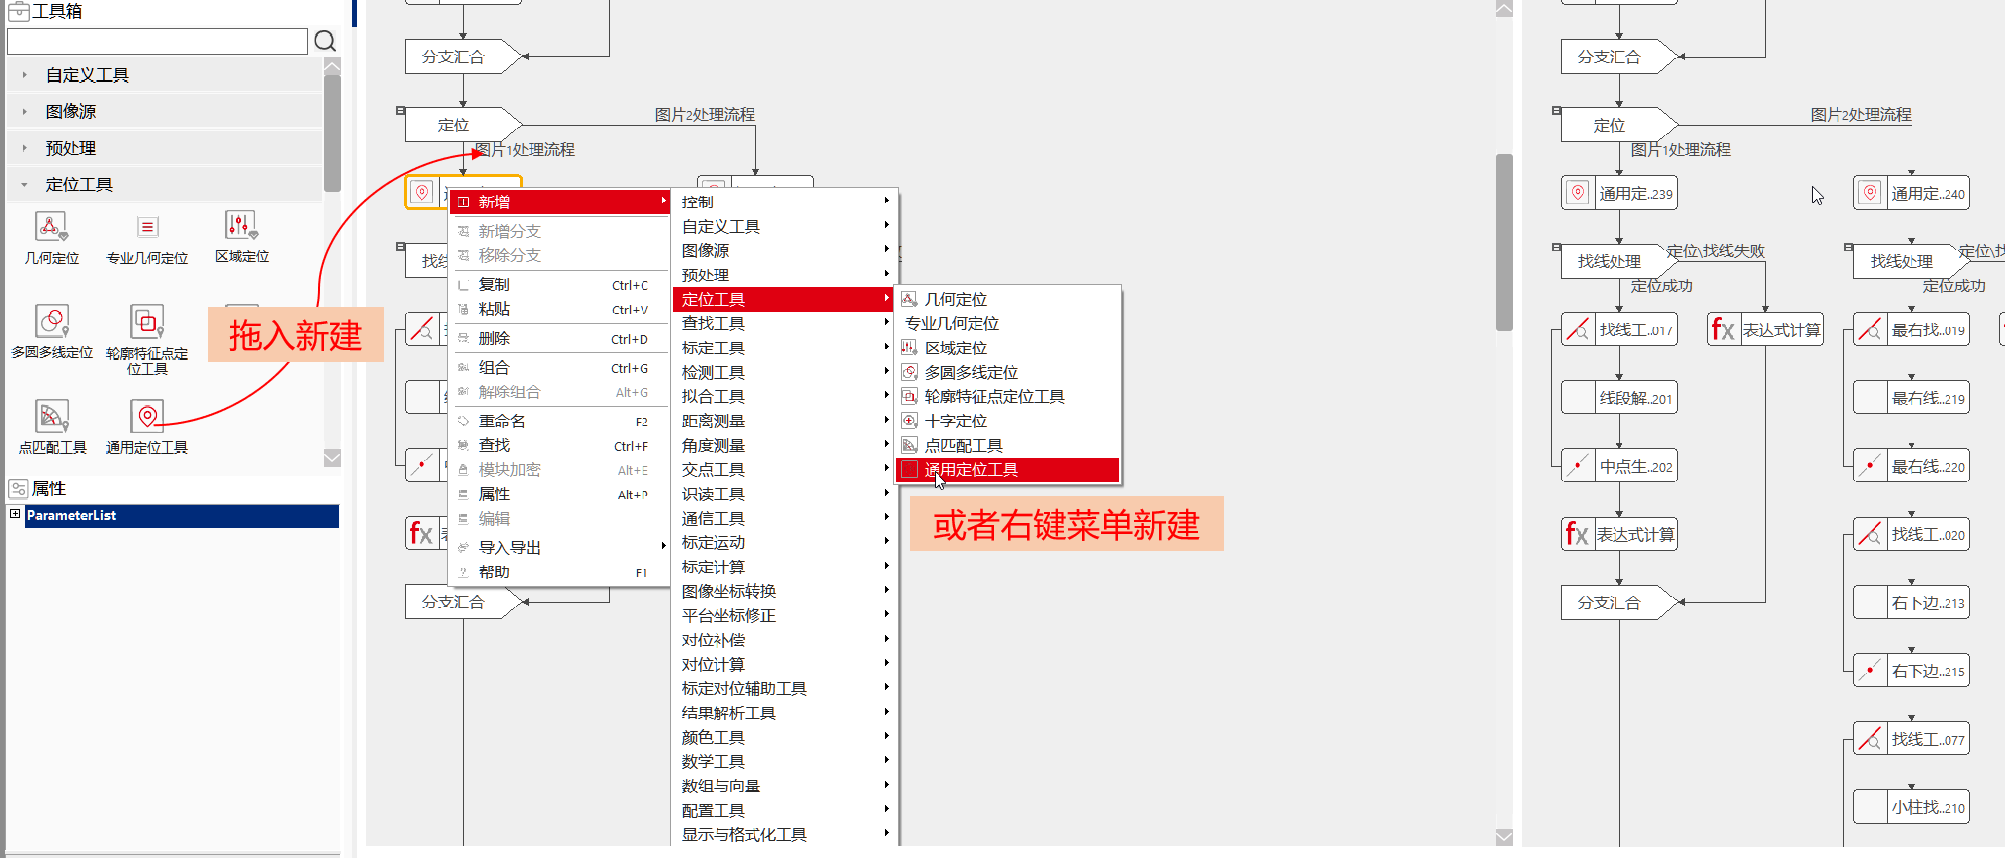 工具箱
自定义工具
图像源
预处理
定位工具
几何定位
专业几何定位
区域定位
多圆多线定位
轮廓特征点定
位工具
点匹配工具
通用定位工具
拖入新建
属性
ParameterList
分支汇合
定位
图片2处理流程
图片1处理流程
找线
分支汇合
新增
新增分支
移除分支
复制 Ctrl+C
粘贴 Ctrl+V
删除 Ctrl+D
组合 Ctrl+G
解除组合 Alt+G
重命名 F2
查找 Ctrl+F
模块加密 Alt+E
属性 Alt+P
编辑
导入导出
帮助 F1
控制
自定义工具
图像源
预处理
定位工具
查找工具
标定工具
检测工具
拟合工具
距离测量
角度测量
交点工具
识读工具
通信工具
标定运动
标定计算
图像坐标转换
平台坐标修正
对位补偿
对位计算
标定对位辅助工具
结果解析工具
颜色工具
数学工具
数组与向量
配置工具
显示与格式化工具
几何定位
专业几何定位
区域定位
多圆多线定位
轮廓特征点定位工具
十字定位
点匹配工具
通用定位工具
或者右键菜单新建
分支汇合
定位
图片2处理流程
图片1处理流程
通用定..239
通用定..240
找线处理
定位\找线失败
定位成功
找线处理
定位\找
定位成功
找线工..017
fx 表达式计算
最右找..019
线段解..201
最右线..219
中点生..202
最右线..220
fx 表达式计算
找线工..020
分支汇合
右下边..213
右下边..215
找线工..077
小柱找..210